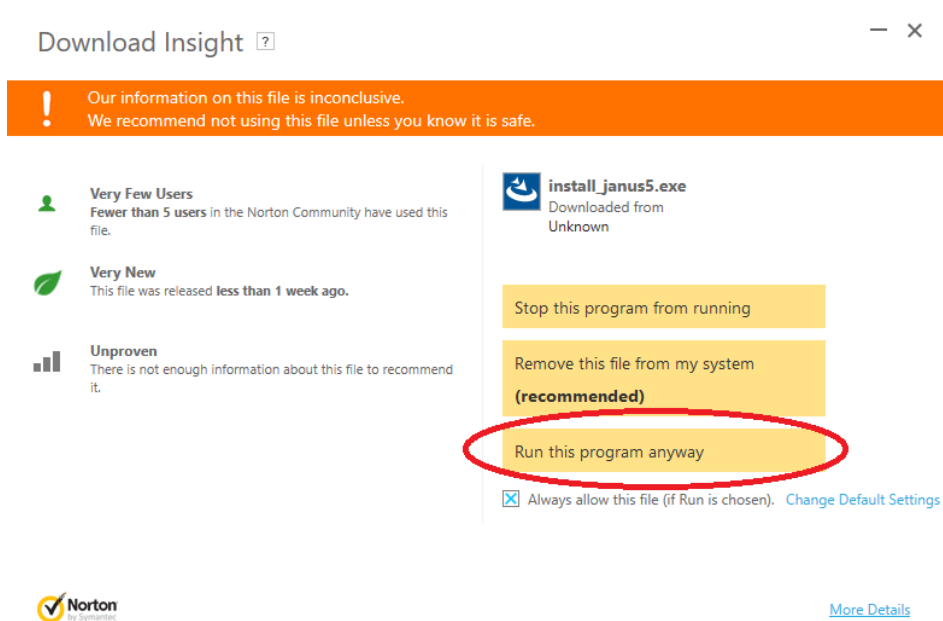 Download Insight ?
Our information on this file is inconclusive.
We recommend not using this file unless you know it is safe.
Very Few Users
Fewer than 5 users in the Norton Community have used this
file.
Very New
This file was released less than 1 week ago.
Unproven
There is not enough information about this file to recommend
it.
install_janus5.exe
Downloaded from
Unknown
Stop this program from running
Remove this file from my system
(recommended)
Run this program anyway
Always allow this file (if Run is chosen). Change Default Settings
Norton
by Symantec
More Details